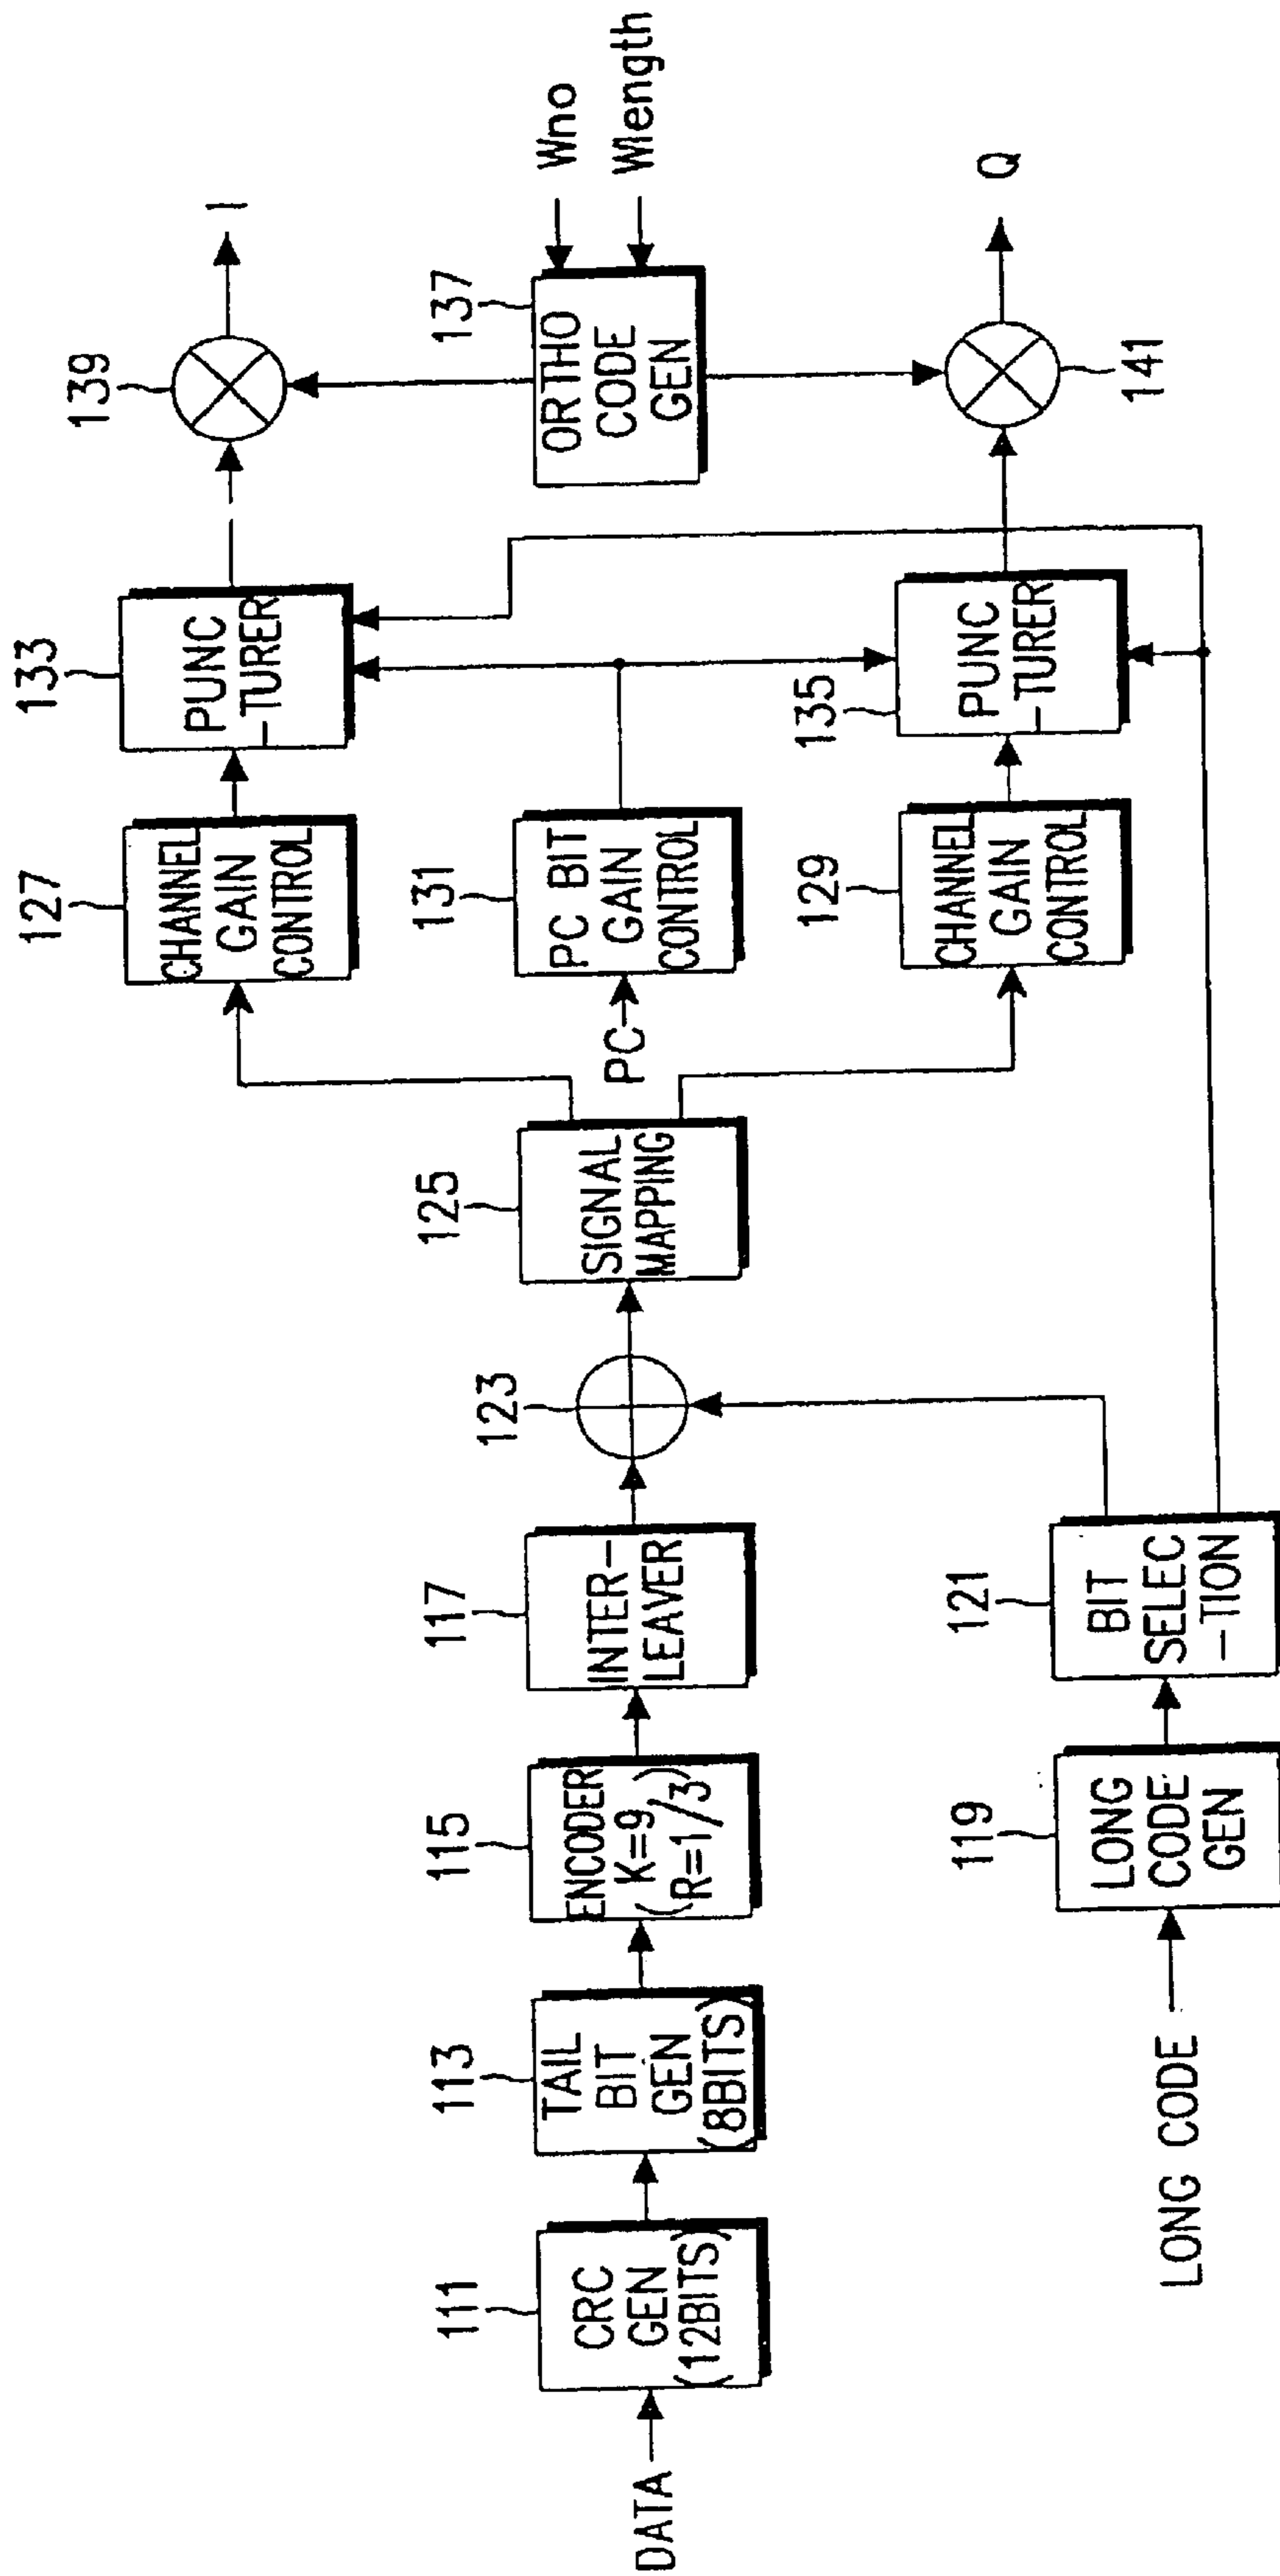 DATA
111
CRC
GEN
(12BITS)
113
TAIL
BIT
GEN
(8BITS)
115
ENCODER
(K=9)
(R=1/3)
117
INTER-
LEAVER
LONG CODE
119
LONG
CODE
GEN
121
BIT
SELEC
-TION
123
125
SIGNAL
MAPPING
127
CHANNEL
GAIN
CONTROL
PC
131
PC BIT
GAIN
CONTROL
129
CHANNEL
GAIN
CONTROL
133
PUNC
-TURER
135
PUNC
-TURER
139
I
137
ORTHO
CODE
GEN
Wno
Wlength
141
Q